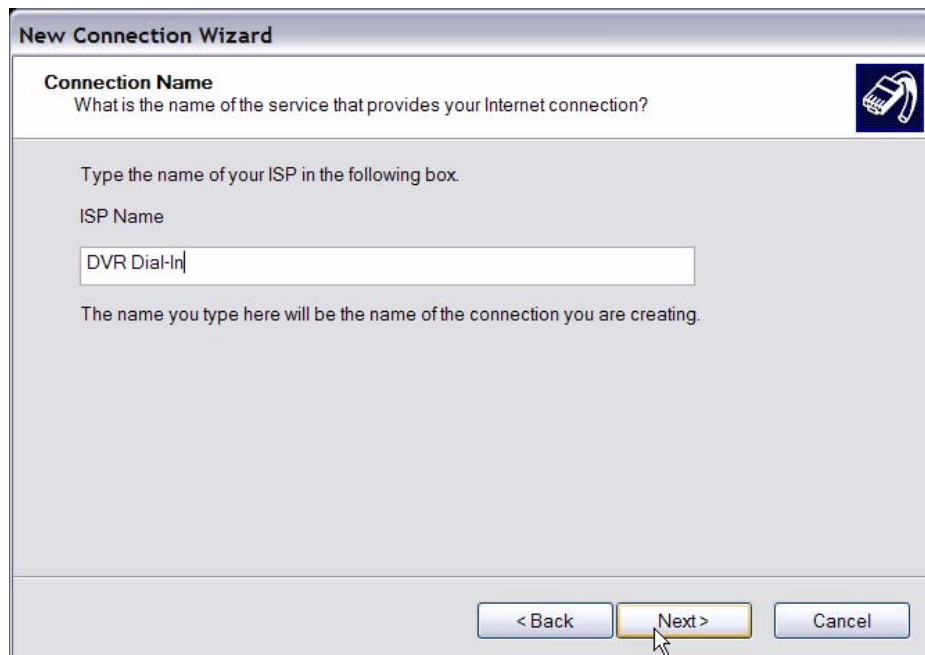 New Connection Wizard
Connection Name
What is the name of the service that provides your Internet connection?
Type the name of your ISP in the following box.
ISP Name
DVR Dial-In
The name you type here will be the name of the connection you are creating.
< Back
Next >
Cancel